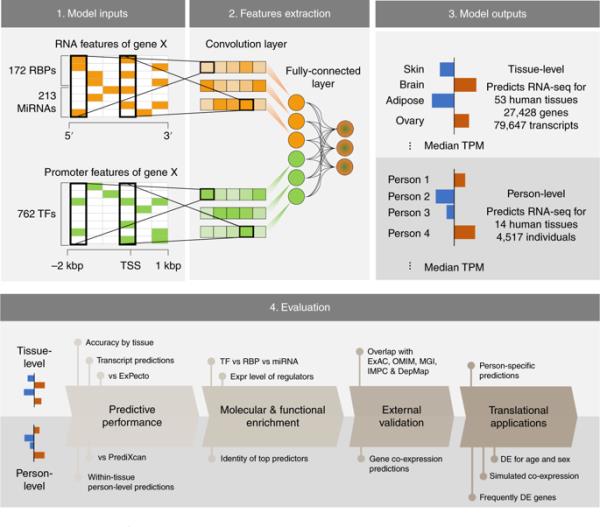 1. Model inputs
RNA features of gene X
172 RBPs
213
MiRNAs
5′
3′
Promoter features of gene X
762 TFs
–2 kbp
TSS
1 kbp
2. Features extraction
Convolution layer
Fully-connected
layer
3. Model outputs
Skin
Brain
Adipose
Ovary
Median TPM
Tissue-level
Predicts RNA-seq for
53 human tissues
27,428 genes
79,647 transcripts
Person 1
Person 2
Person 3
Person 4
Median TPM
Person-level
Predicts RNA-seq for
14 human tissues
4,517 individuals
4. Evaluation
Tissue-
level
Person-
level
Accuracy by tissue
Transcript predictions
vs ExPecto
Predictive
performance
vs PrediXcan
Within-tissue
person-level predictions
TF vs RBP vs miRNA
Expr level of regulators
Molecular & functional
enrichment
Identity of top predictors
Overlap with
ExAC, OMIM, MGI,
IMPC & DepMap
External
validation
Gene co-expression
predictions
Person-specific
predictions
Translational
applications
DE for age and sex
Simulated co-expression
Frequently DE genes